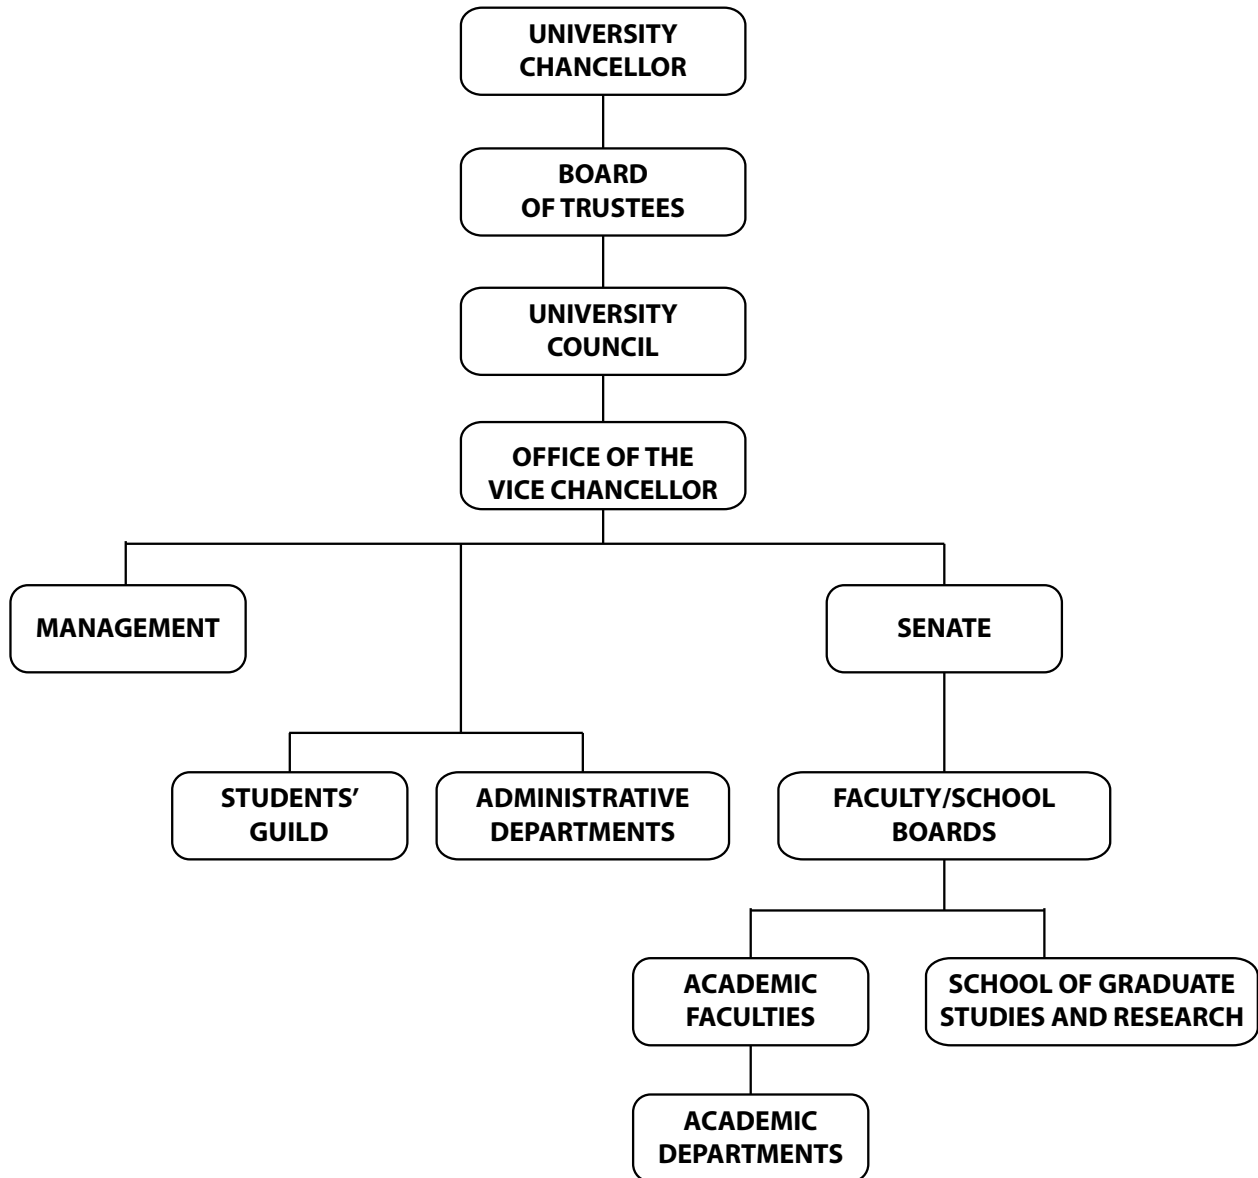 UNIVERSITY
CHANCELLOR
BOARD
OF TRUSTEES
UNIVERSITY
COUNCIL
OFFICE OF THE
VICE CHANCELLOR
MANAGEMENT
SENATE
STUDENTS’
GUILD
ADMINISTRATIVE
DEPARTMENTS
FACULTY/SCHOOL
BOARDS
ACADEMIC
FACULTIES
SCHOOL OF GRADUATE
STUDIES AND RESEARCH
ACADEMIC
DEPARTMENTS